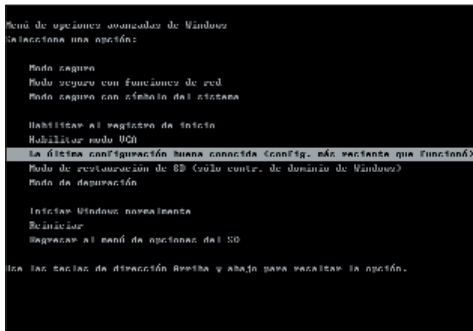 Menú de opciones avanzadas de Windows
Seleccione una opción:
Modo seguro
Modo seguro con funciones de red
Modo seguro con símbolo del sistema
Habilitar el registro de inicio
Habilitar modo VGA
La última configuración buena conocida (config. más reciente que funcionó)
Modo de restauración de SD (sólo contr. de dominio de Windows)
Modo de depuración
Iniciar Windows normalmente
Reiniciar
Regresar al menú de opciones del SO
Use las teclas de dirección Arriba y abajo para resaltar la opción.